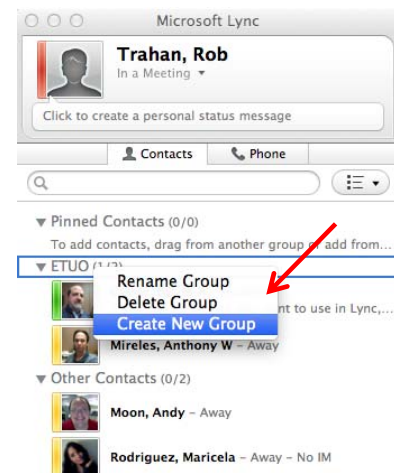 Microsoft Lync
Trahan, Rob
In a Meeting
Click to create a personal status message
Contacts
Phone
Pinned Contacts (0/0)
To add contacts, drag from another group or add from...
ETUO (1/2)
Rename Group
Delete Group
nt to use in Lync,...
Create New Group
Mireles, Anthony W – Away
Other Contacts (0/2)
Moon, Andy – Away
Rodriguez, Maricela – Away – No IM